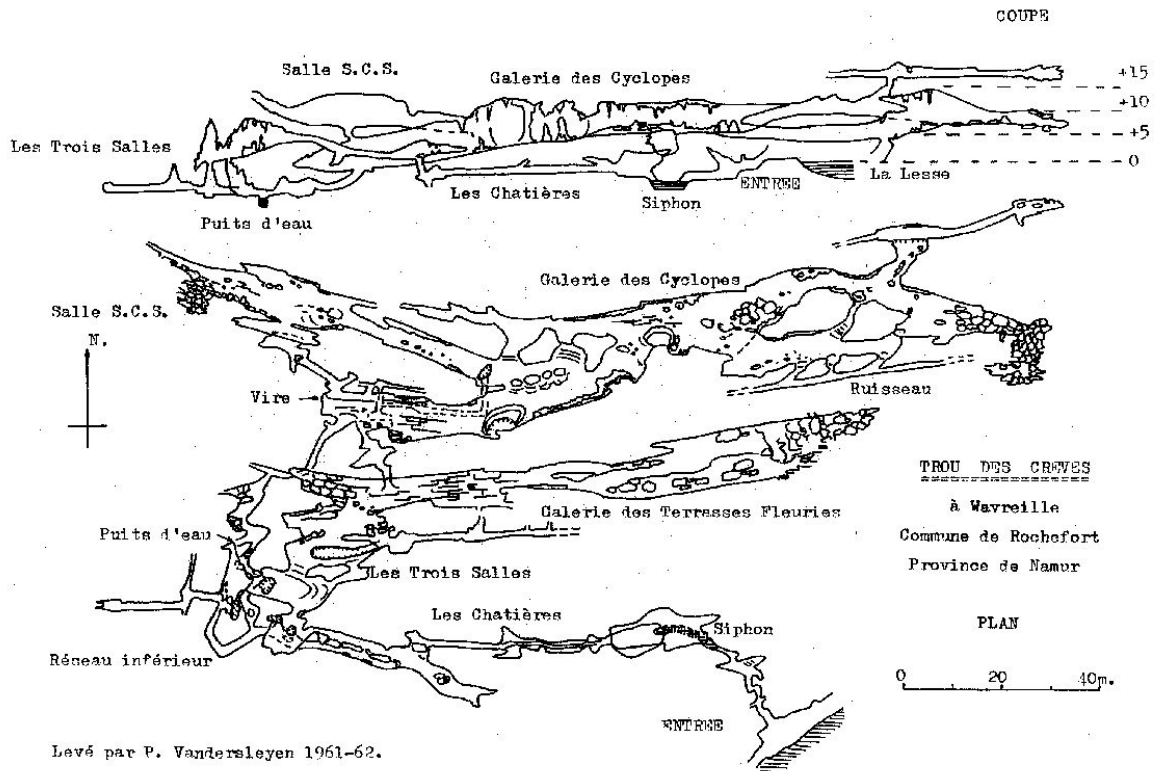 COUPE
Salle S.C.S.
Galerie des Cyclopes
+15
+10
+5
0
Les Trois Salles
Les Chatières
Puits d'eau
Siphon
ENTREE
La Lesse
Galerie des Cyclopes
Salle S.C.S.
N.
Vire
Ruisseau
Galerie des Terrasses Fleuries
Puits d'eau
Les Trois Salles
Les Chatières
Siphon
Réseau inférieur
ENTREE
TROU DES CREVES
à Wavreille
Commune de Rochefort
Province de Namur
PLAN
0 20 40m.
Levé par P. Vandersleyen 1961-62.